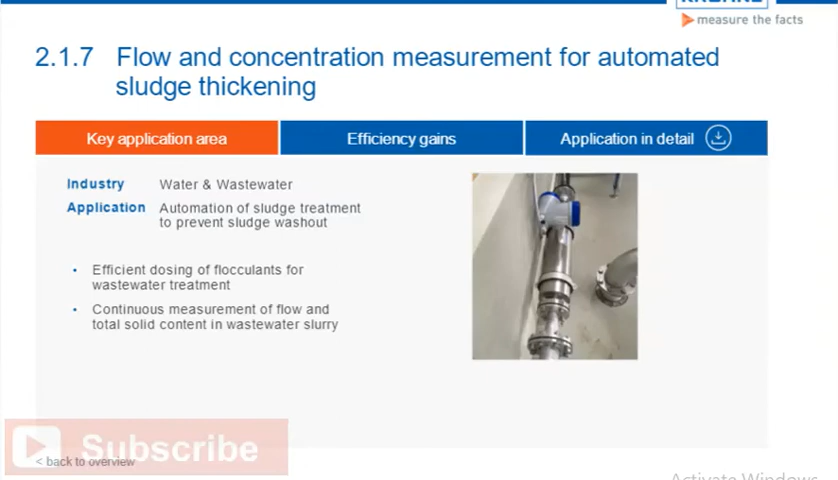 measure the facts
2.1.7 Flow and concentration measurement for automated
sludge thickening
Key application area
Efficiency gains
Application in detail
Industry Water & Wastewater
Application Automation of sludge treatment
to prevent sludge washout
• Efficient dosing of flocculants for
wastewater treatment
• Continuous measurement of flow and
total solid content in wastewater slurry
Subscribe
< back to overview
Activate Windows